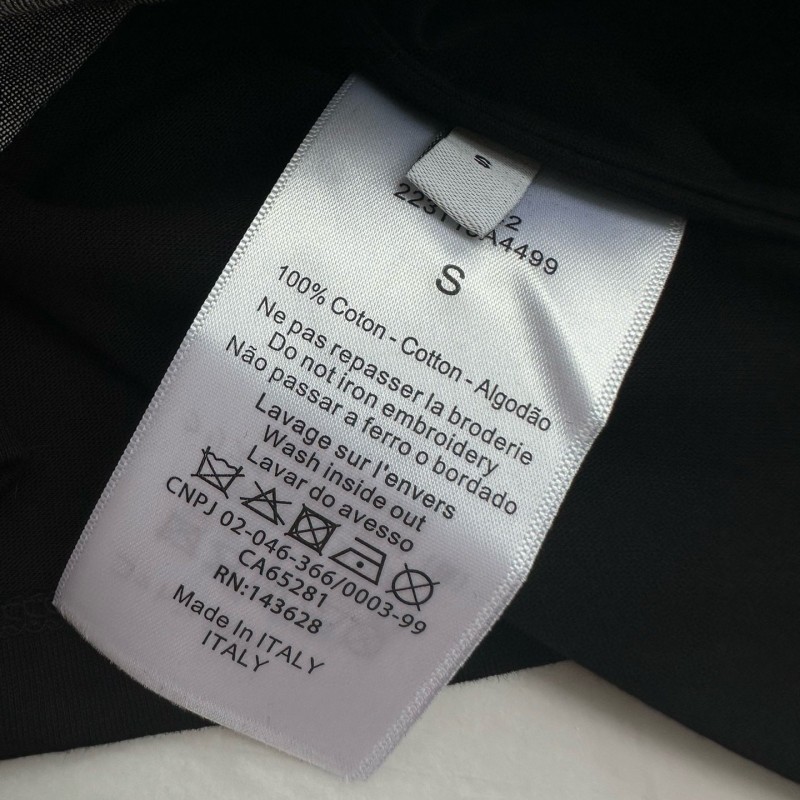 S
S
100% Coton - Cotton - Algodão
Ne pas repasser la broderie
Do not iron embroidery
Não passar a ferro o bordado
Lavage sur l'envers
Wash inside out
Lavar do avesso
CNPJ 02-046-366/0003-99
CA65281
RN:143628
Made In ITALY
ITALY